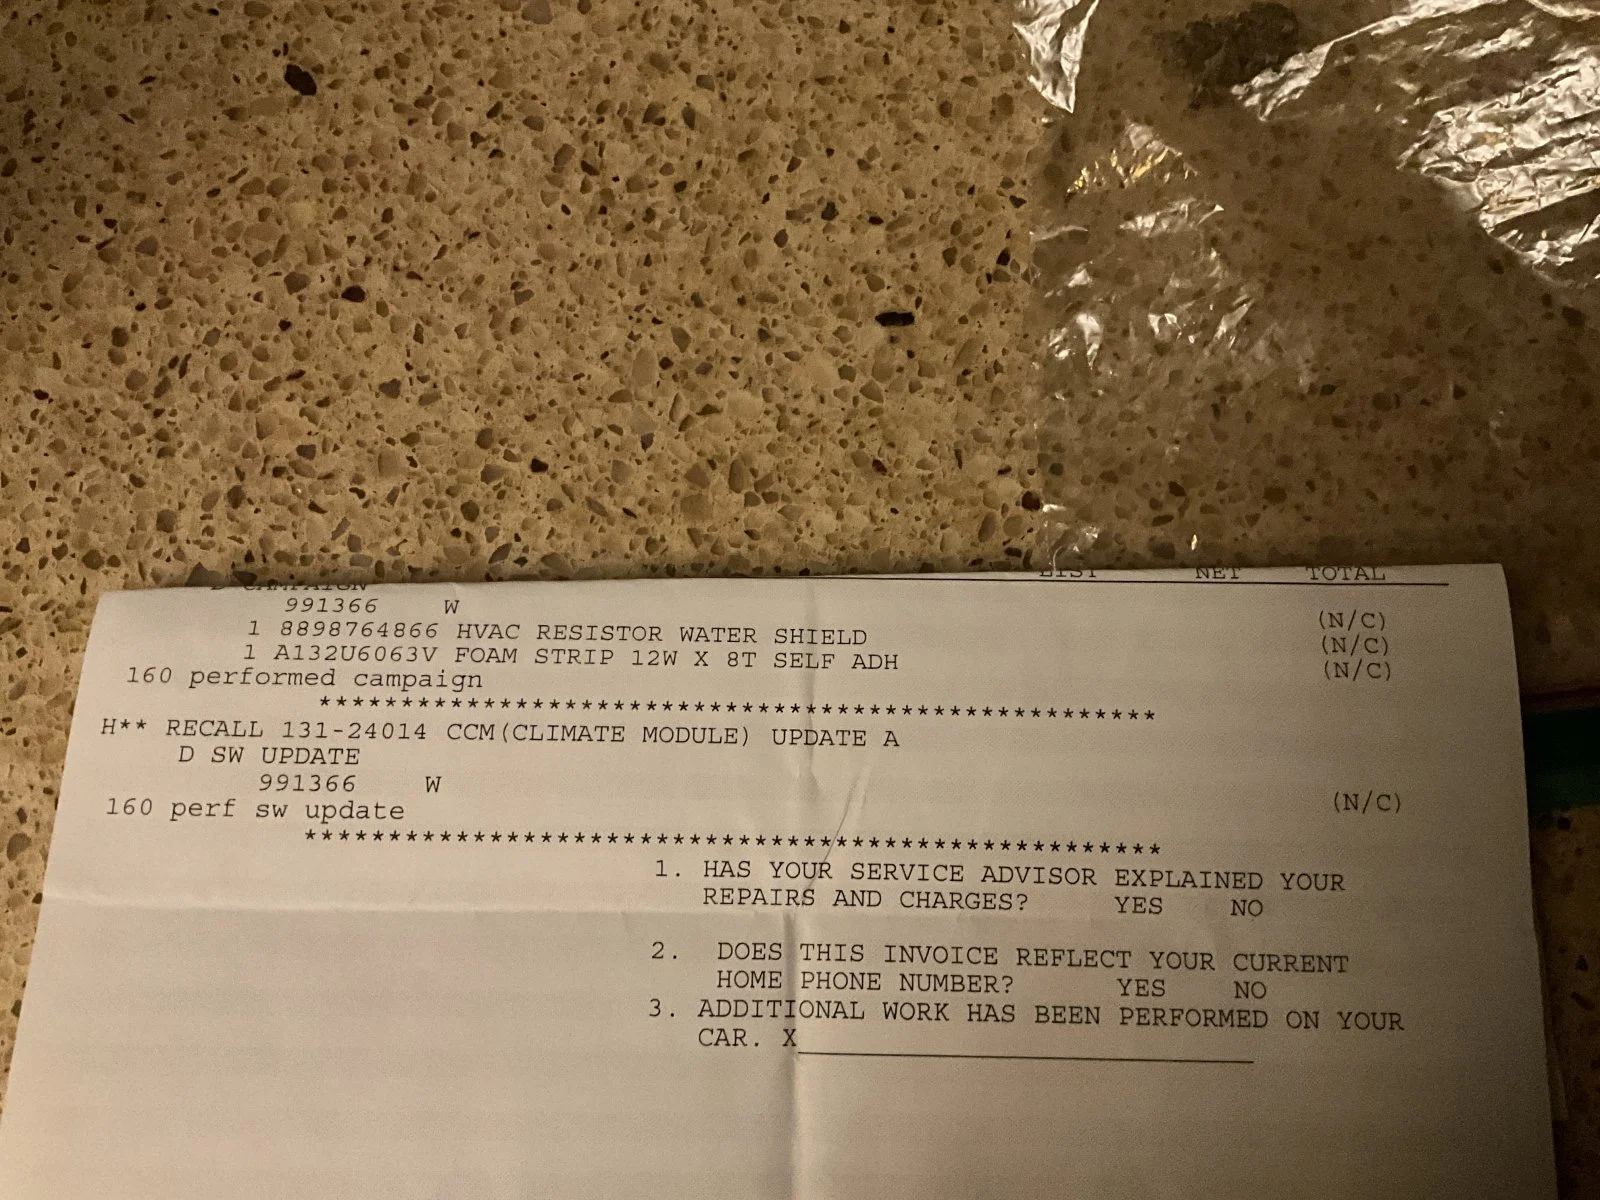 LIST NET TOTAL
D CAMPAIGN
991366 W (N/C)
1 8898764866 HVAC RESISTOR WATER SHIELD (N/C)
1 A132U6063V FOAM STRIP 12W X 8T SELF ADH (N/C)
160 performed campaign
****************************************************
H** RECALL 131-24014 CCM(CLIMATE MODULE) UPDATE A
D SW UPDATE
991366 W (N/C)
160 perf sw update
****************************************************
1. HAS YOUR SERVICE ADVISOR EXPLAINED YOUR
REPAIRS AND CHARGES? YES NO
2. DOES THIS INVOICE REFLECT YOUR CURRENT
HOME PHONE NUMBER? YES NO
3. ADDITIONAL WORK HAS BEEN PERFORMED ON YOUR
CAR. X